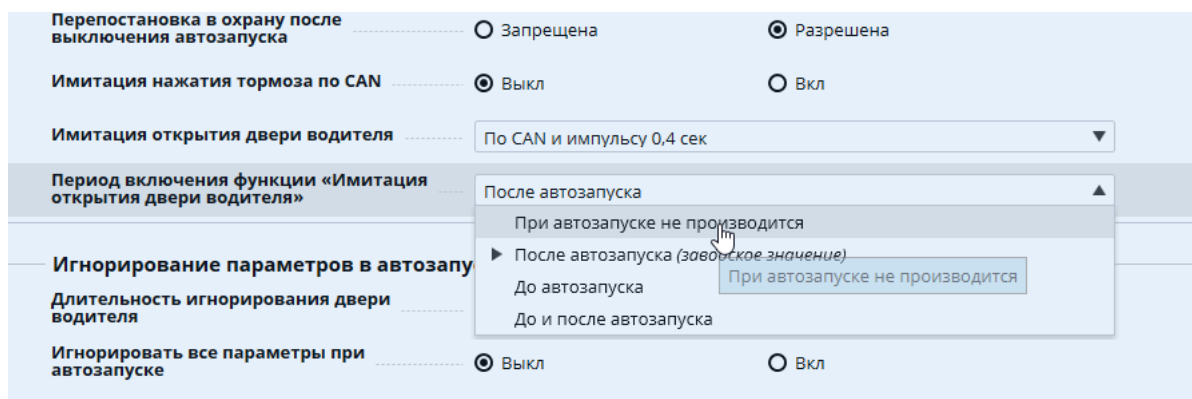 Перепостановка в охрану после
выключения автозапуска
Запрещена
Разрешена
Имитация нажатия тормоза по CAN
Выкл
Вкл
Имитация открытия двери водителя
По CAN и импульсу 0,4 сек
Период включения функции «Имитация
открытия двери водителя»
После автозапуска
При автозапуске не производится
После автозапуска (заводское значение)
При автозапуске не производится
До автозапуска
До и после автозапуска
Игнорирование параметров в автозапу
Длительность игнорирования двери
водителя
Игнорировать все параметры при
автозапуске
Выкл
Вкл